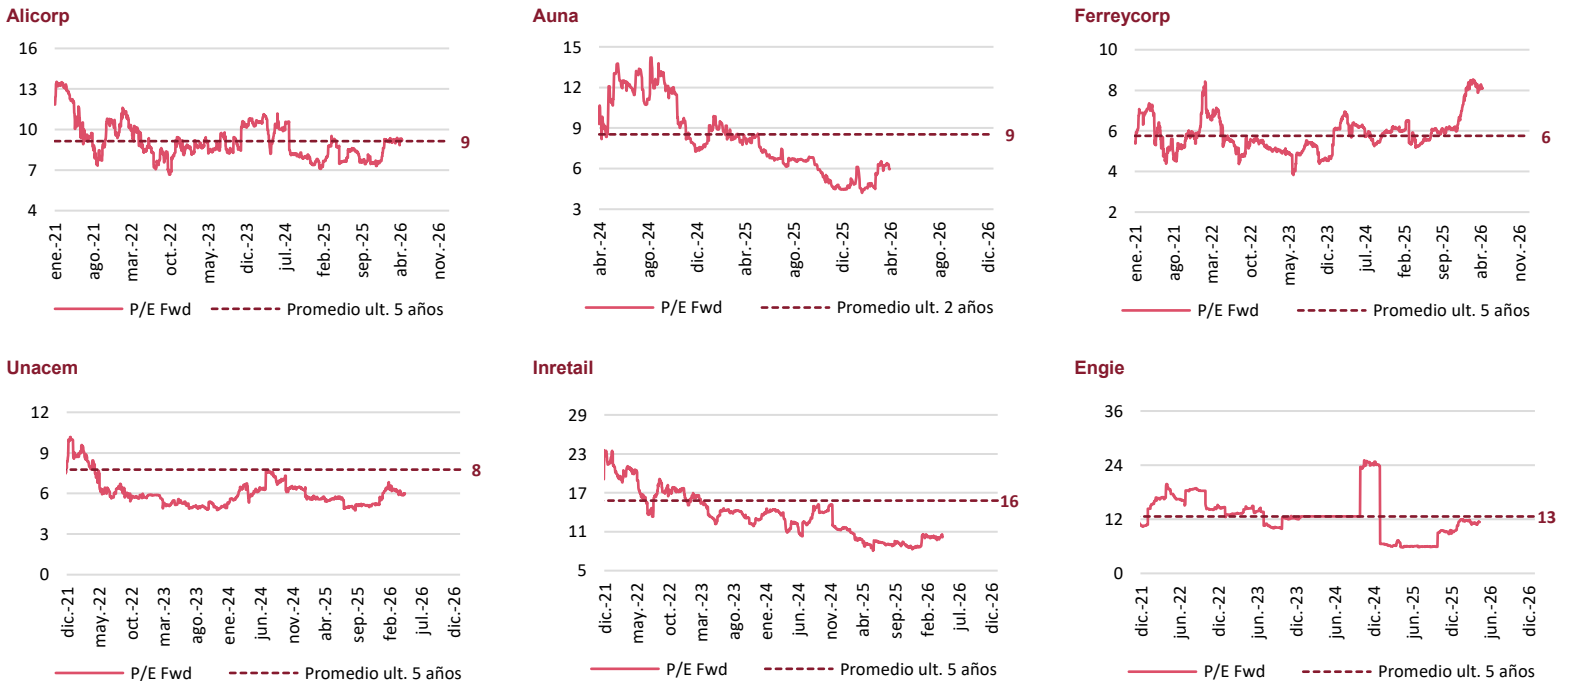 Alicorp
16
13
10
7
4
9
ene.-21
ago.-21
mar.-22
oct.-22
may.-23
dic.-23
jul.-24
feb.-25
sep.-25
abr.-26
nov.-26
P/E Fwd
Promedio ult. 5 años
Auna
15
12
9
6
3
9
abr.-24
ago.-24
dic.-24
abr.-25
ago.-25
dic.-25
abr.-26
ago.-26
dic.-26
P/E Fwd
Promedio ult. 2 años
Ferreycorp
10
8
6
4
2
6
ene.-21
ago.-21
mar.-22
oct.-22
may.-23
dic.-23
jul.-24
feb.-25
sep.-25
abr.-26
nov.-26
P/E Fwd
Promedio ult. 5 años
Unacem
12
9
6
3
0
8
dic.-21
may.-22
oct.-22
mar.-23
ago.-23
ene.-24
jun.-24
nov.-24
abr.-25
sep.-25
feb.-26
jul.-26
dic.-26
P/E Fwd
Promedio ult. 5 años
Inretail
29
23
17
11
5
16
dic.-21
may.-22
oct.-22
mar.-23
ago.-23
ene.-24
jun.-24
nov.-24
abr.-25
sep.-25
feb.-26
jul.-26
dic.-26
P/E Fwd
Promedio ult. 5 años
Engie
36
24
12
0
13
dic.-21
jun.-22
dic.-22
jun.-23
dic.-23
jun.-24
dic.-24
jun.-25
dic.-25
jun.-26
dic.-26
P/E Fwd
Promedio ult. 5 años